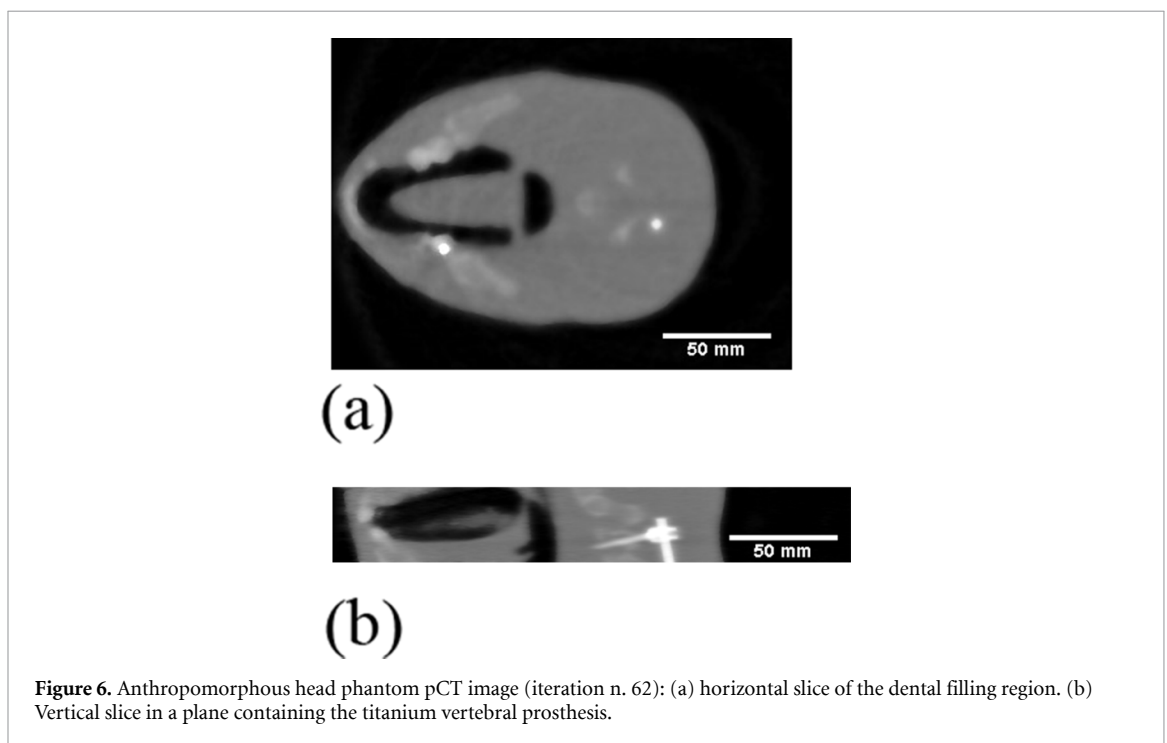 50 mm
(a)
50 mm
(b)
Figure 6. Anthropomorphous head phantom pCT image (iteration n. 62): (a) horizontal slice of the dental filling region. (b)
Vertical slice in a plane containing the titanium vertebral prosthesis.